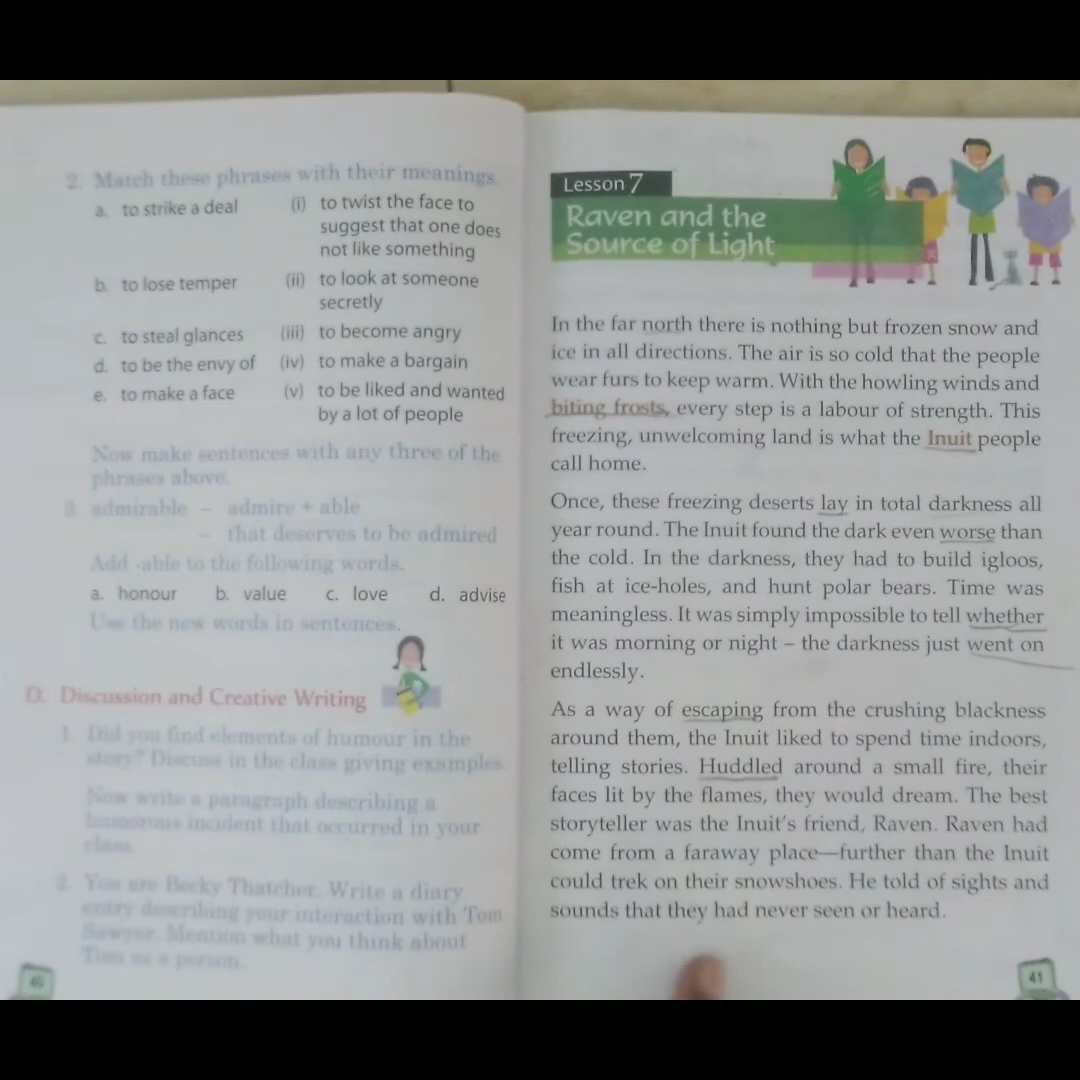 2. Match these phrases with their meanings.
a. to strike a deal (i) to twist the face to
suggest that one does
not like something
b. to lose temper (ii) to look at someone
secretly
c. to steal glances (iii) to become angry
d. to be the envy of (iv) to make a bargain
e. to make a face (v) to be liked and wanted
by a lot of people
Now make sentences with any three of the
phrases above.
3. admirable – admire + able
– that deserves to be admired
Add -able to the following words.
a. honour b. value c. love d. advise
Use the new words in sentences.
D. Discussion and Creative Writing
1. Did you find elements of humour in the
story? Discuss in the class giving examples.
Now write a paragraph describing a
humorous incident that occurred in your
class.
2. You are Becky Thatcher. Write a diary
entry describing your interaction with Tom
Sawyer. Mention what you think about
Tom as a person.
40
Lesson 7
Raven and the
Source of Light
In the far north there is nothing but frozen snow and
ice in all directions. The air is so cold that the people
wear furs to keep warm. With the howling winds and
biting frosts, every step is a labour of strength. This
freezing, unwelcoming land is what the Inuit people
call home.
Once, these freezing deserts lay in total darkness all
year round. The Inuit found the dark even worse than
the cold. In the darkness, they had to build igloos,
fish at ice-holes, and hunt polar bears. Time was
meaningless. It was simply impossible to tell whether
it was morning or night – the darkness just went on
endlessly.
As a way of escaping from the crushing blackness
around them, the Inuit liked to spend time indoors,
telling stories. Huddled around a small fire, their
faces lit by the flames, they would dream. The best
storyteller was the Inuit's friend, Raven. Raven had
come from a faraway place—further than the Inuit
could trek on their snowshoes. He told of sights and
sounds that they had never seen or heard.
41